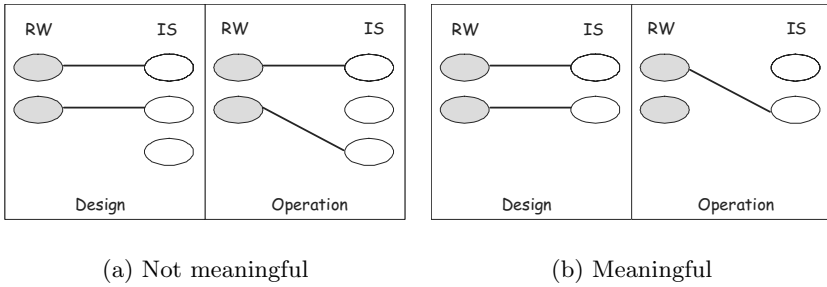 RW IS RW IS RW IS RW IS
Design Operation Design Operation
(a) Not meaningful (b) Meaningful